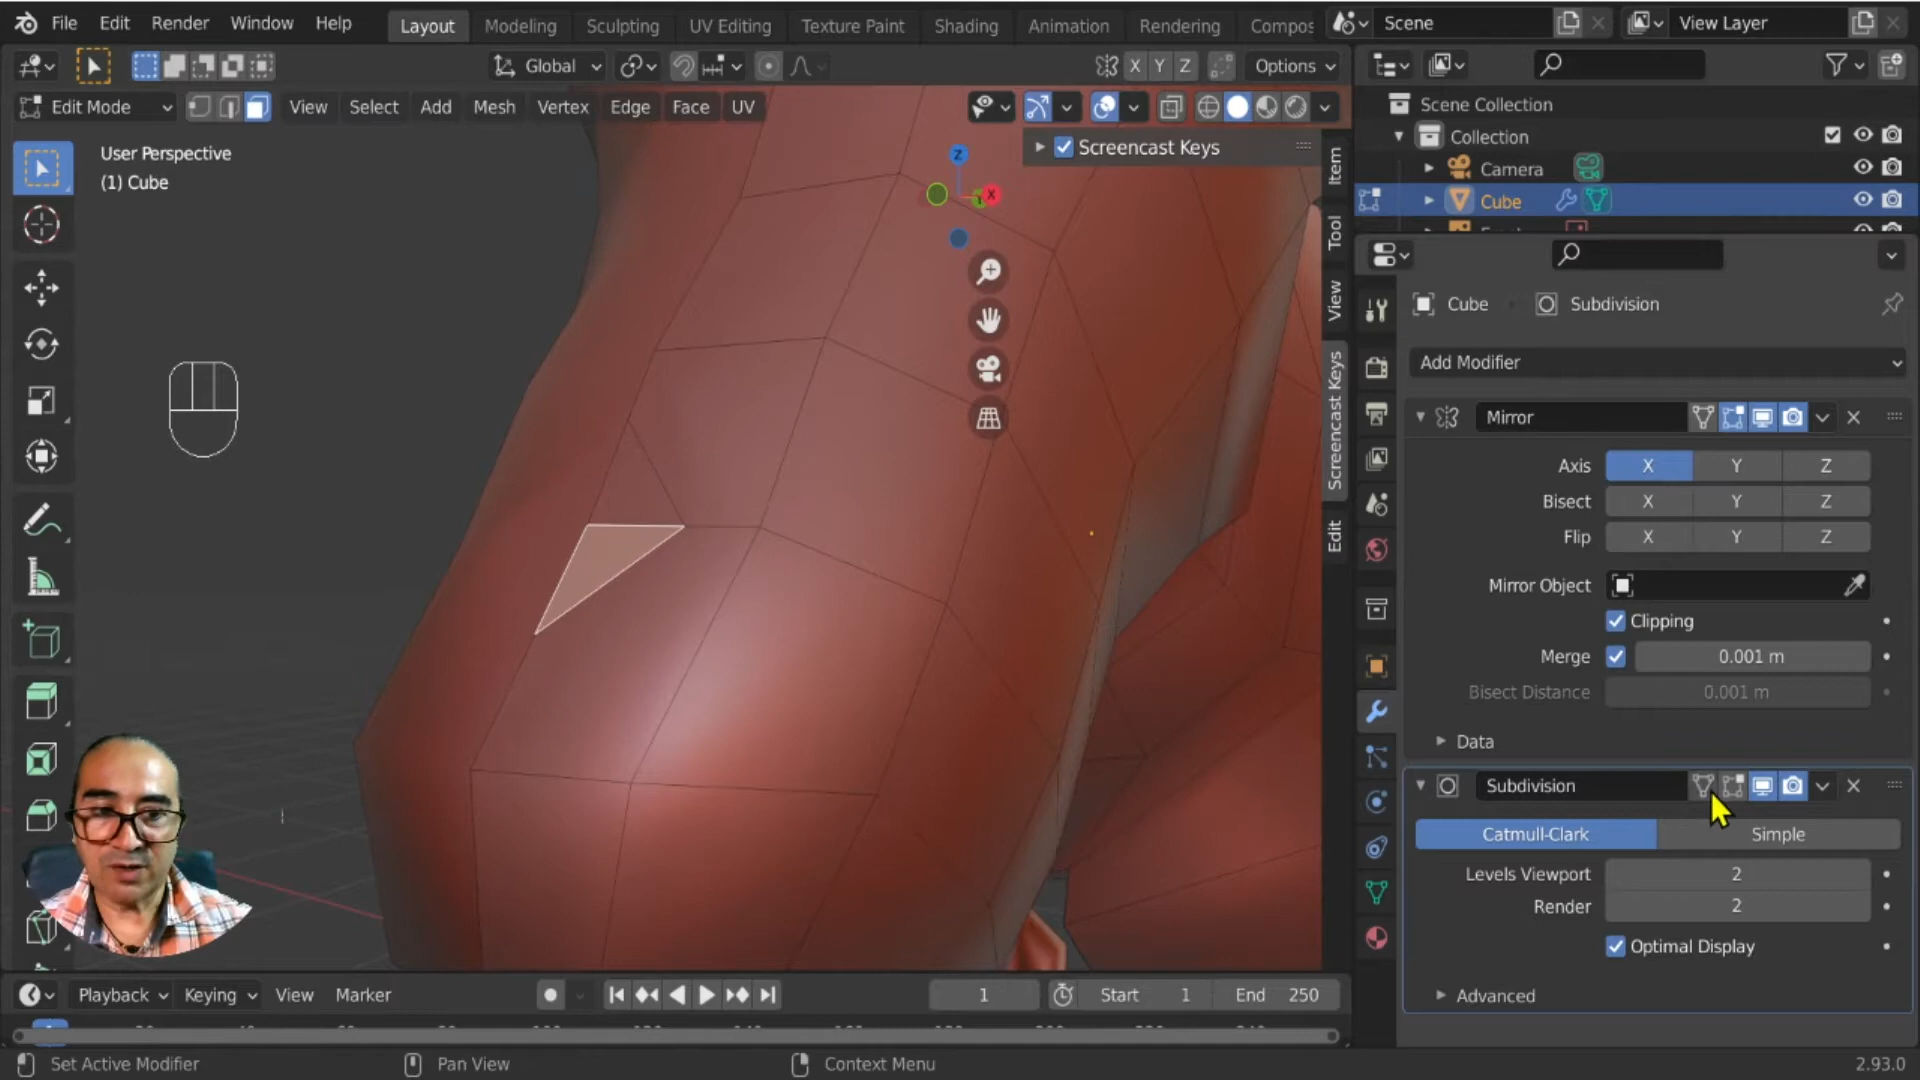 File Edit Render Window Help Layout Modeling Sculpting UV Editing Texture Paint Shading Animation Rendering Compos Scene View Layer
Global X Y Z Options
Edit Mode View Select Add Mesh Vertex Edge Face UV
Scene Collection
Collection
Camera
Cube
User Perspective
(1) Cube
Screencast Keys
Z
X
Item
Tool
View
Screencast Keys
Edit
Cube Subdivision
Add Modifier
Mirror
Axis X Y Z
Bisect X Y Z
Flip X Y Z
Mirror Object
Clipping
Merge 0.001 m
Bisect Distance 0.001 m
Data
Subdivision
Catmull-Clark Simple
Levels Viewport 2
Render 2
Optimal Display
Advanced
Playback Keying View Marker 1 Start 1 End 250
Set Active Modifier Pan View Context Menu 2.93.0